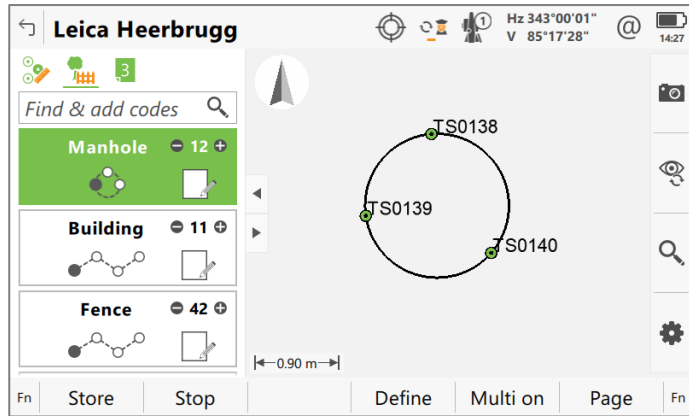 Leica Heerbrugg
1
Hz 343°00'01"
V 85°17'28"
@
14:27
3
Find & add codes
Manhole 12
Building 11
Fence 42
TS0138
TS0139
TS0140
0.90 m
Fn Store Stop Define Multi on Page Fn